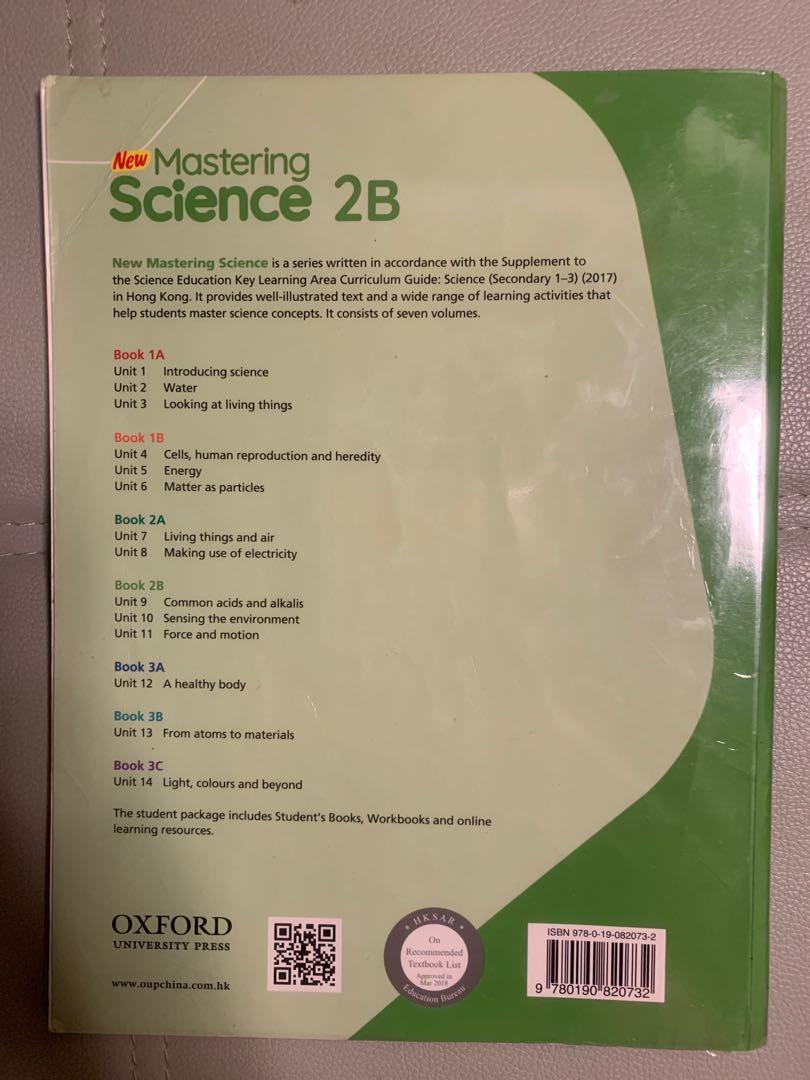 New Mastering
Science 2B
New Mastering Science is a series written in accordance with the Supplement to
the Science Education Key Learning Area Curriculum Guide: Science (Secondary 1–3) (2017)
in Hong Kong. It provides well-illustrated text and a wide range of learning activities that
help students master science concepts. It consists of seven volumes.
Book 1A
Unit 1 Introducing science
Unit 2 Water
Unit 3 Looking at living things
Book 1B
Unit 4 Cells, human reproduction and heredity
Unit 5 Energy
Unit 6 Matter as particles
Book 2A
Unit 7 Living things and air
Unit 8 Making use of electricity
Book 2B
Unit 9 Common acids and alkalis
Unit 10 Sensing the environment
Unit 11 Force and motion
Book 3A
Unit 12 A healthy body
Book 3B
Unit 13 From atoms to materials
Book 3C
Unit 14 Light, colours and beyond
The student package includes Student's Books, Workbooks and online
learning resources.
OXFORD
UNIVERSITY PRESS
www.oupchina.com.hk
HKSAR
On
Recommended
Textbook List
Approved in
Mar 2018
Education Bureau
ISBN 978-0-19-082073-2
9 780190 820732